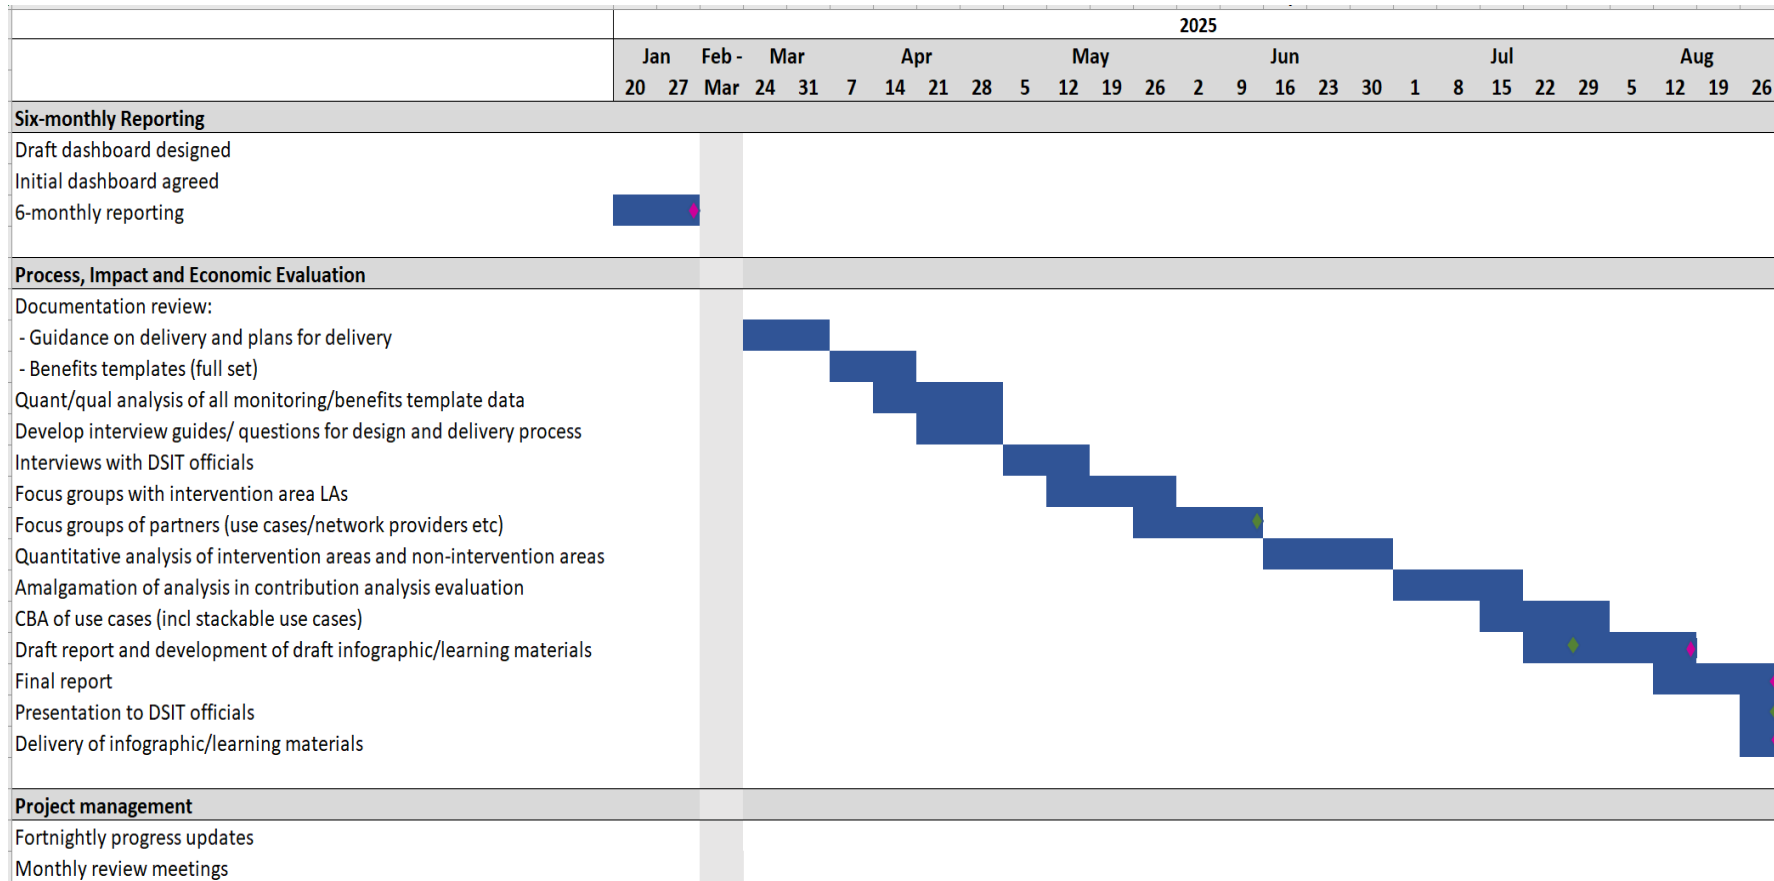 2025
Jan Feb - Mar Apr May Jun Jul Aug
20 27 Mar 24 31 7 14 21 28 5 12 19 26 2 9 16 23 30 1 8 15 22 29 5 12 19 26
Six-monthly Reporting
Draft dashboard designed
Initial dashboard agreed
6-monthly reporting
Process, Impact and Economic Evaluation
Documentation review:
- Guidance on delivery and plans for delivery
- Benefits templates (full set)
Quant/qual analysis of all monitoring/benefits template data
Develop interview guides/ questions for design and delivery process
Interviews with DSIT officials
Focus groups with intervention area LAs
Focus groups of partners (use cases/network providers etc)
Quantitative analysis of intervention areas and non-intervention areas
Amalgamation of analysis in contribution analysis evaluation
CBA of use cases (incl stackable use cases)
Draft report and development of draft infographic/learning materials
Final report
Presentation to DSIT officials
Delivery of infographic/learning materials
Project management
Fortnightly progress updates
Monthly review meetings